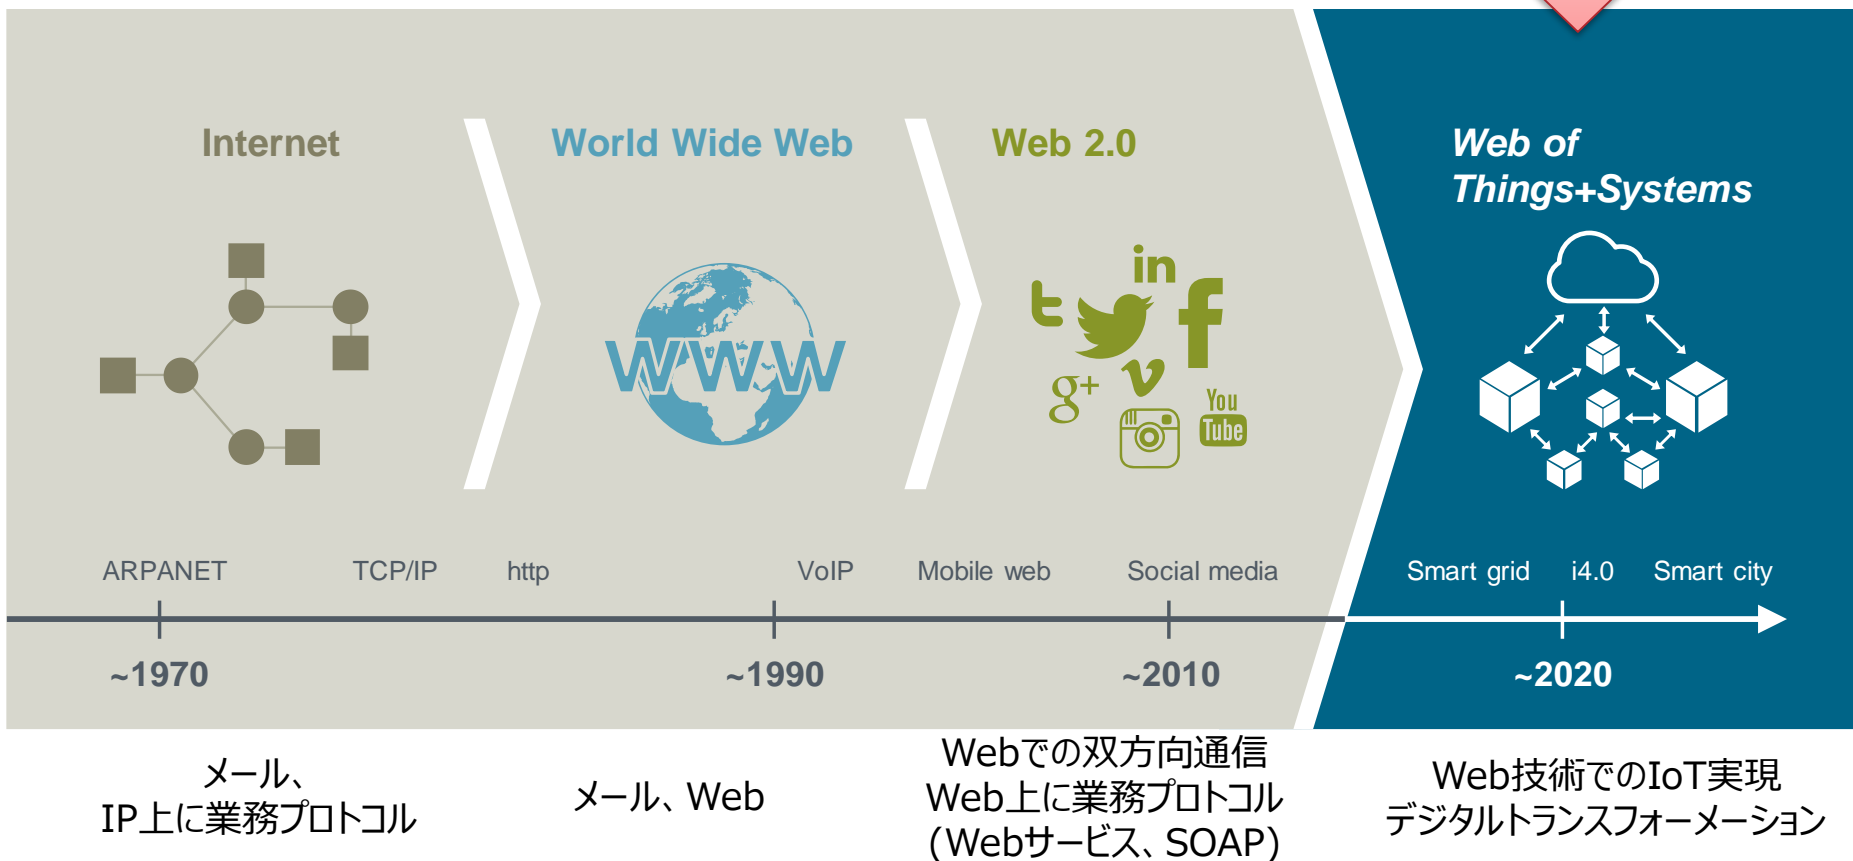 Internet
World Wide Web
Web 2.0
Web of
Things+Systems
WWW
in
t
f
g+
v
You
Tube
ARPANET
TCP/IP
http
VoIP
Mobile web
Social media
Smart grid
i4.0
Smart city
~1970
~1990
~2010
~2020
メール、
IP上に業務プロトコル
メール、Web
Webでの双方向通信
Web上に業務プロトコル
(Webサービス、SOAP)
Web技術でのIoT実現
デジタルトランスフォーメーション